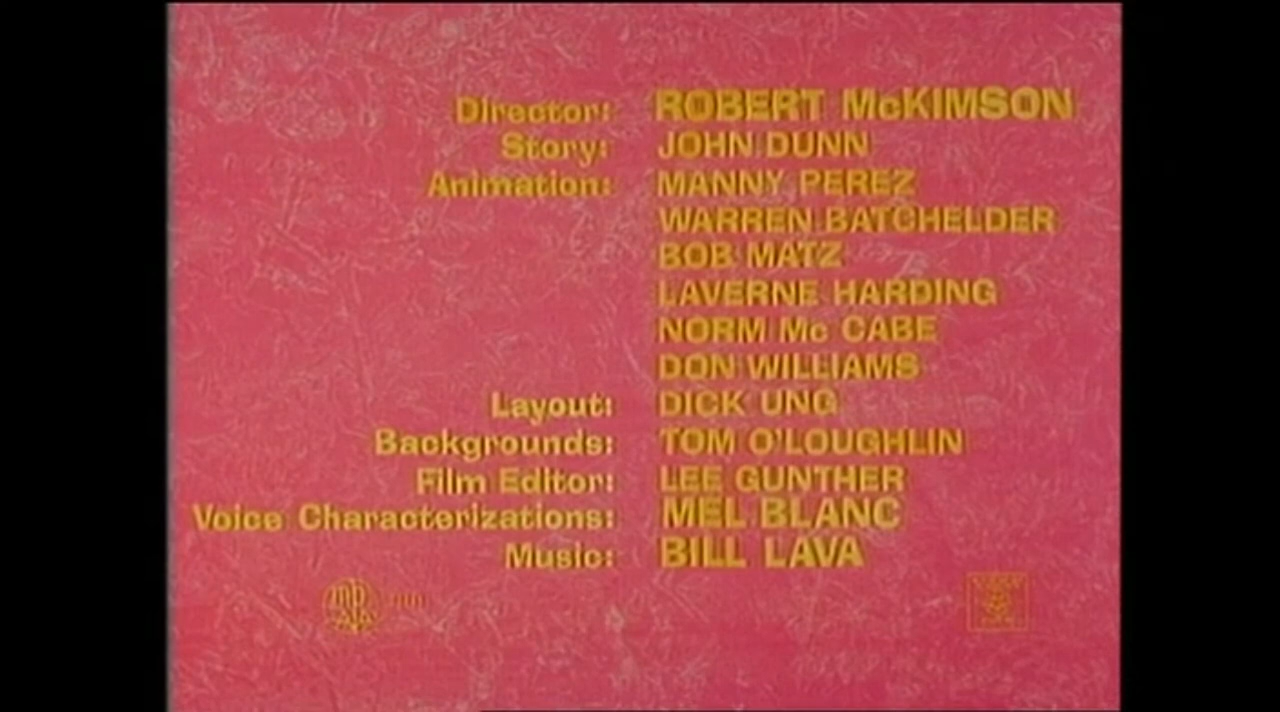 Director: ROBERT McKIMSON
Story: JOHN DUNN
Animation: MANNY PEREZ
WARREN BATCHELDER
BOB MATZ
LAVERNE HARDING
NORM Mc CABE
DON WILLIAMS
Layout: DICK UNG
Backgrounds: TOM O'LOUGHLIN
Film Editor: LEE GUNTHER
Voice Characterizations: MEL BLANC
Music: BILL LAVA